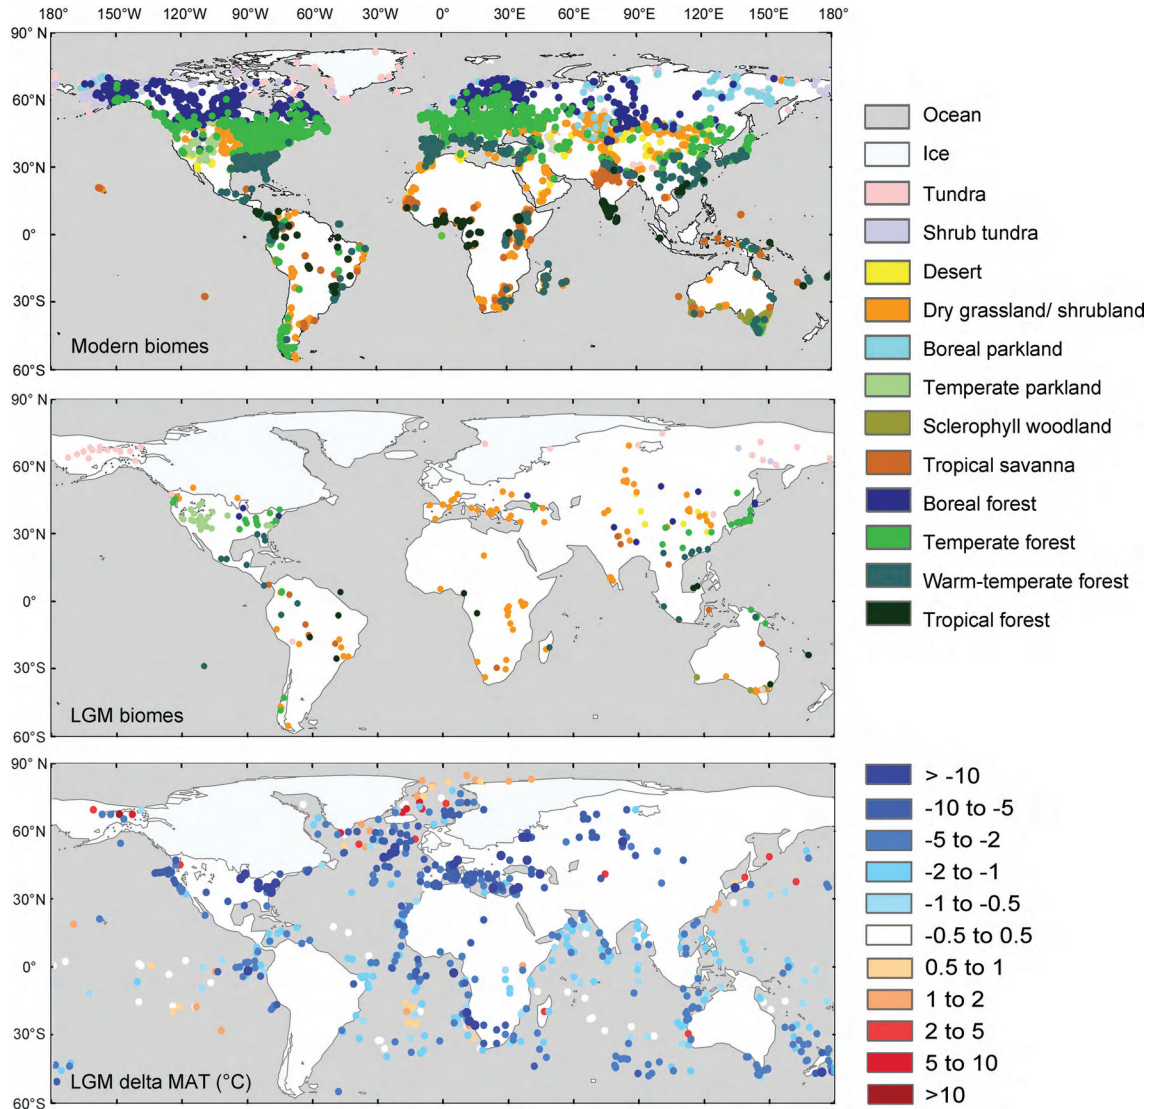 180° 150°W 120°W 90°W 60°W 30°W 0° 30°E 60°E 90°E 120°E 150°E 180°
90° N
60°N
30°N
0°
30°S
60°S
Modern biomes
Ocean
Ice
Tundra
Shrub tundra
Desert
Dry grassland/ shrubland
Boreal parkland
Temperate parkland
Sclerophyll woodland
Tropical savanna
Boreal forest
Temperate forest
Warm-temperate forest
Tropical forest
90° N
60°N
30°N
0°
30°S
60°S
LGM biomes
90° N
60°N
30°N
0°
30°S
60°S
LGM delta MAT (°C)
> -10
-10 to -5
-5 to -2
-2 to -1
-1 to -0.5
-0.5 to 0.5
0.5 to 1
1 to 2
2 to 5
5 to 10
>10